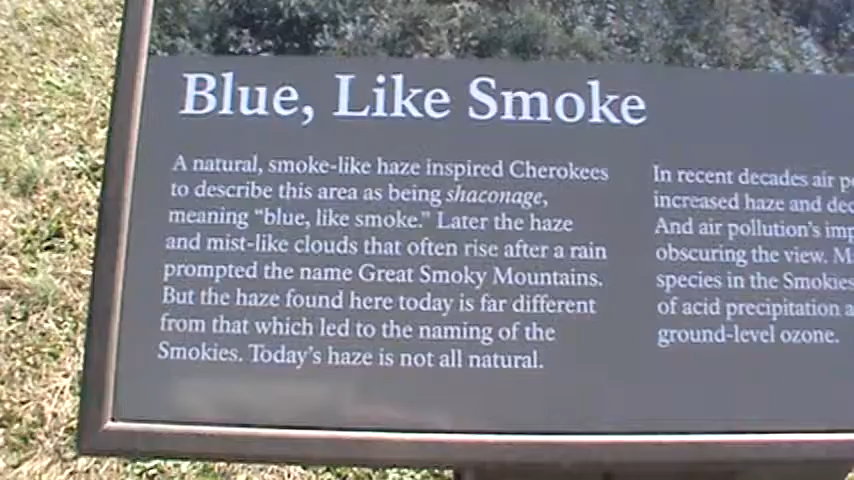 Blue, Like Smoke
A natural, smoke-like haze inspired Cherokees
to describe this area as being shaconage,
meaning “blue, like smoke.” Later the haze
and mist-like clouds that often rise after a rain
prompted the name Great Smoky Mountains.
But the haze found here today is far different
from that which led to the naming of the
Smokies. Today’s haze is not all natural.
In recent decades air
increased haze and
And air pollution’s
obscuring the view.
species in the Smokies
of acid precipitation
ground-level ozone.